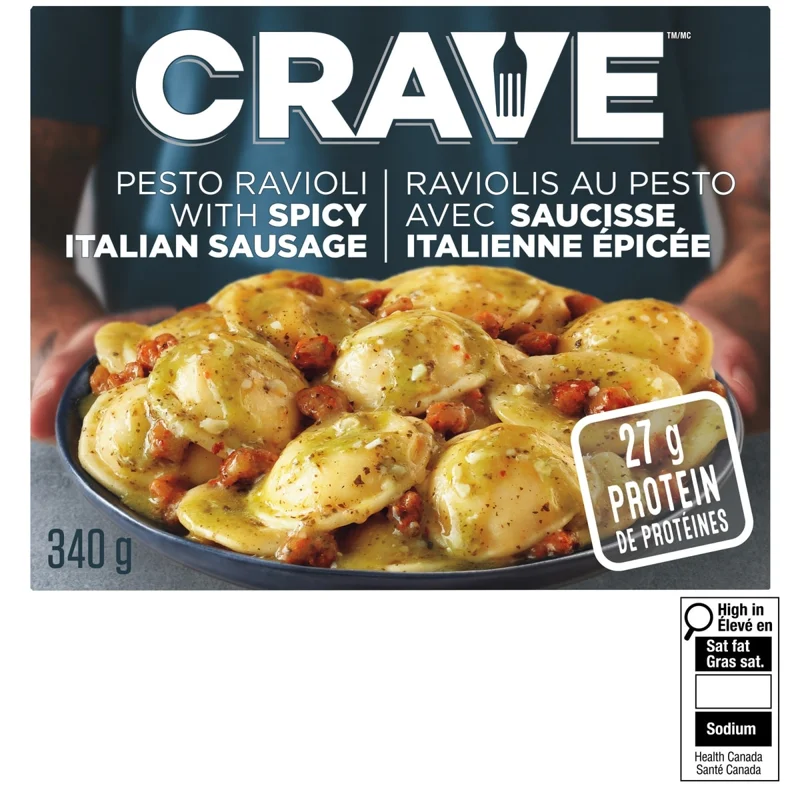 CRAVE TM/MC
PESTO RAVIOLI
WITH SPICY
ITALIAN SAUSAGE
RAVIOLIS AU PESTO
AVEC SAUCISSE
ITALIENNE ÉPICÉE
27 g
PROTEIN
DE PROTÉINES
340 g
High in
Élevé en
Sat fat
Gras sat.
Sodium
Health Canada
Santé Canada